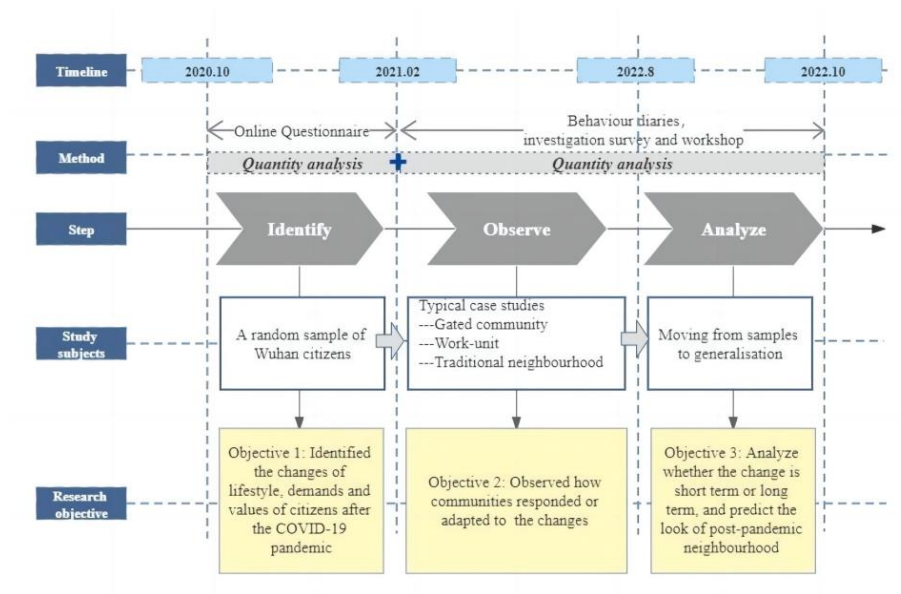 Timeline
2020.10
2021.02
2022.8
2022.10
Method
Online Questionnaire
Behaviour diaries,
investigation survey and workshop
Quantity analysis
+
Quantity analysis
Step
Identify
Observe
Analyze
Study
subjects
A random sample of
Wuhan citizens
Typical case studies
---Gated community
---Work-unit
---Traditional neighbourhood
Moving from samples
to generalisation
Research
objective
Objective 1: Identified
the changes of
lifestyle, demands and
values of citizens after
the COVID-19
pandemic
Objective 2: Observed how
communities responded or
adapted to the changes
Objective 3: Analyze
whether the change is
short term or long
term, and predict the
look of post-pandemic
neighbourhood